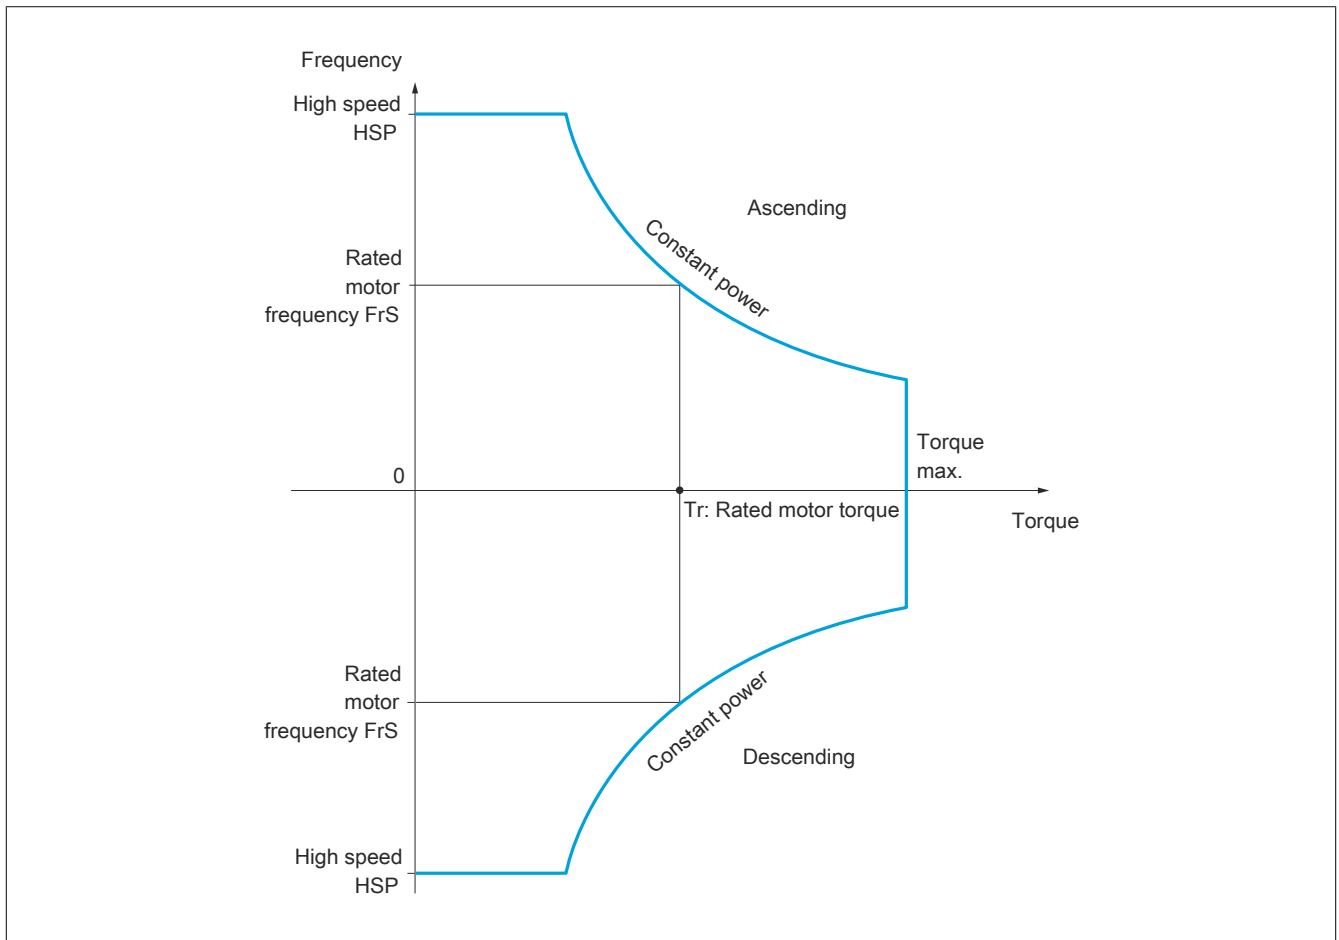 Frequency
High speed
HSP
Ascending
Constant power
Rated
motor
frequency FrS
Torque
max.
0
Tr: Rated motor torque
Torque
Rated
motor
frequency FrS
Constant power
Descending
High speed
HSP